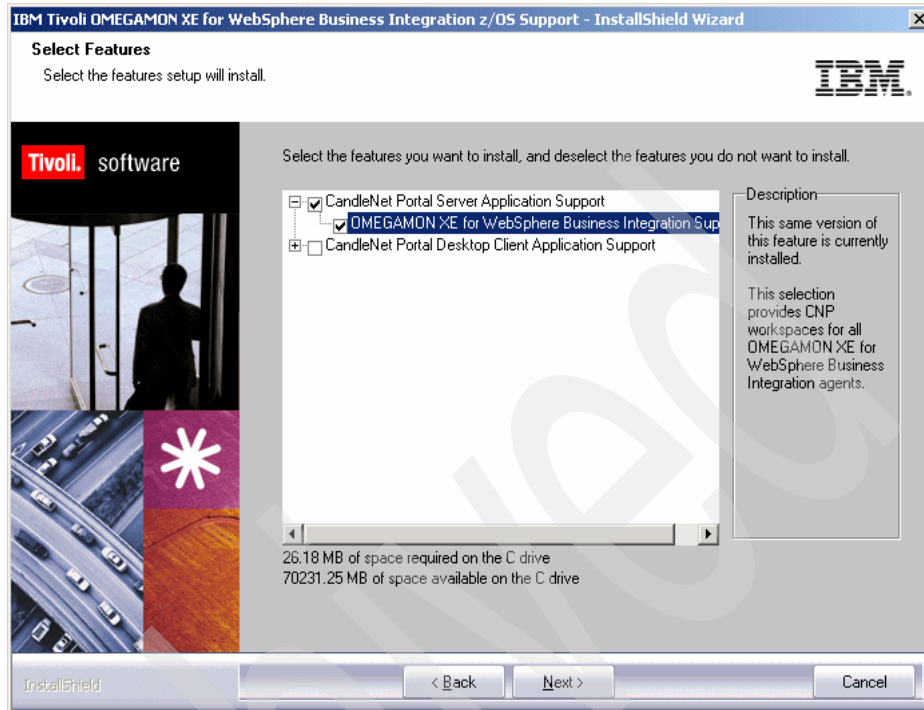 IBM Tivoli OMEGAMON XE for WebSphere Business Integration z/OS Support - InstallShield Wizard
Select Features
Select the features setup will install.
IBM.
Tivoli. software
Select the features you want to install, and deselect the features you do not want to install.
CandleNet Portal Server Application Support
OMEGAMON XE for WebSphere Business Integration Sup
CandleNet Portal Desktop Client Application Support
Description
This same version of
this feature is currently
installed.
This selection
provides CNP
workspaces for all
OMEGAMON XE for
WebSphere Business
Integration agents.
26.18 MB of space required on the C drive
70231.25 MB of space available on the C drive
InstallShield
< Back
Next >
Cancel